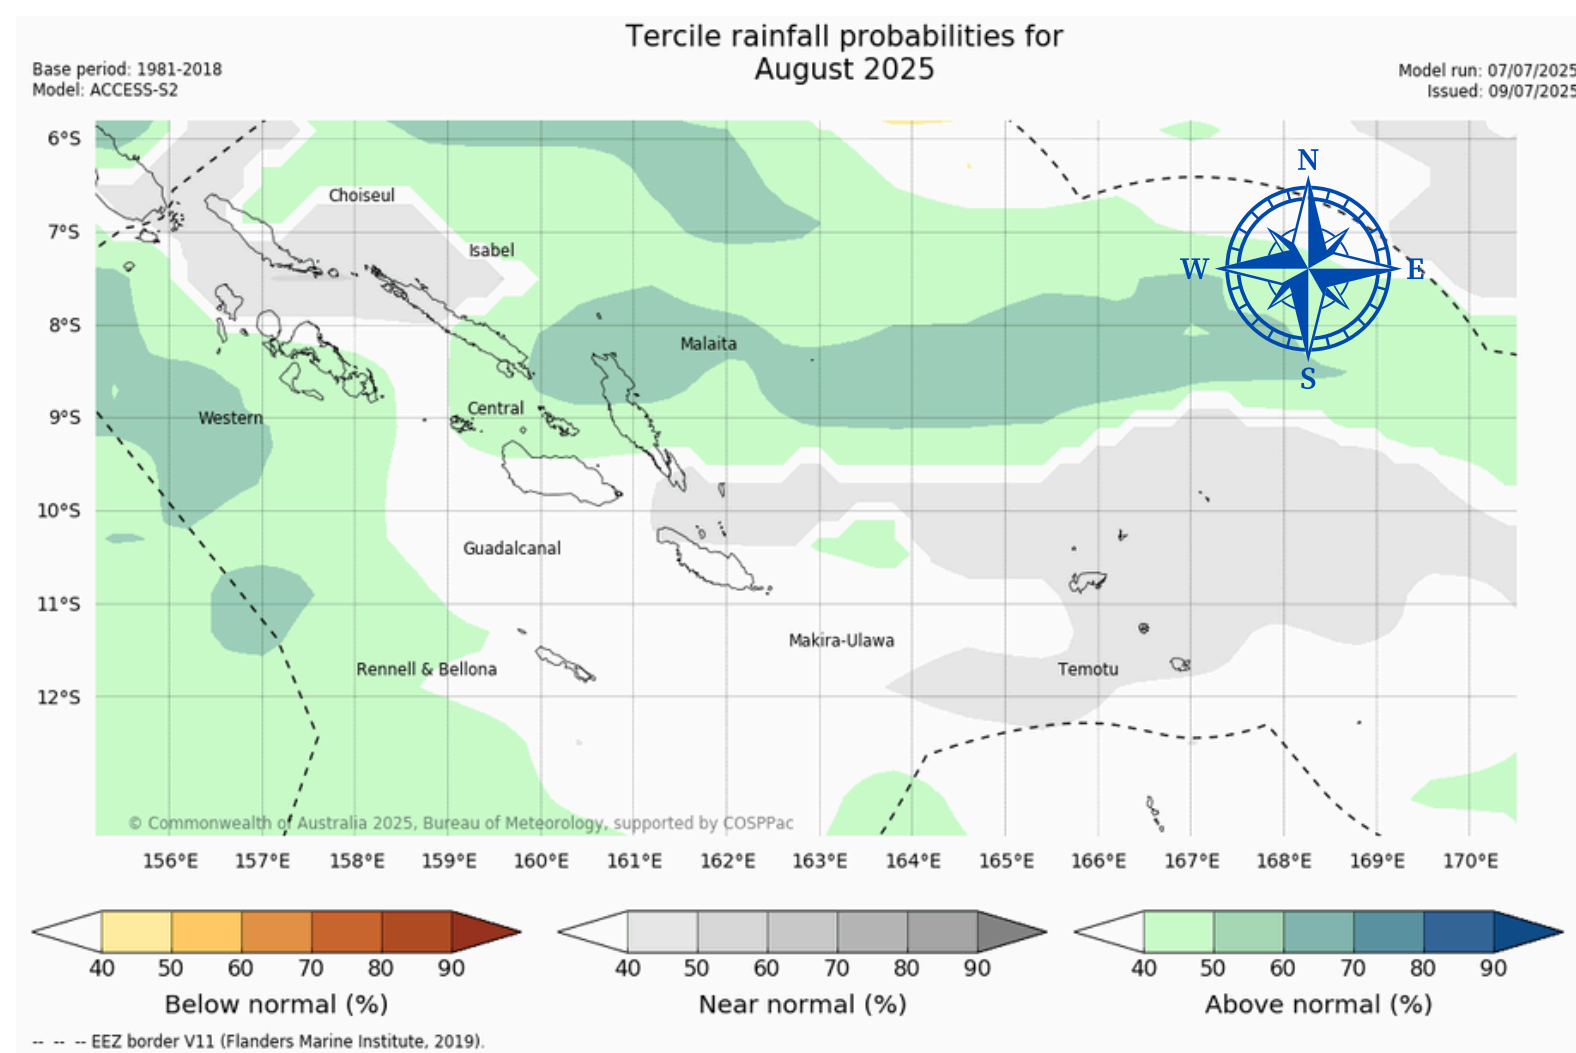 Tercile rainfall probabilities for
August 2025
Base period: 1981-2018
Model: ACCESS-S2
Model run: 07/07/2025
Issued: 09/07/2025
N
W
E
S
6°S
7°S
8°S
9°S
10°S
11°S
12°S
Choiseul
Isabel
Malaita
Central
Western
Guadalcanal
Makira-Ulawa
Rennell & Bellona
Temotu
© Commonwealth of Australia 2025, Bureau of Meteorology, supported by COSPPac
156°E 157°E 158°E 159°E 160°E 161°E 162°E 163°E 164°E 165°E 166°E 167°E 168°E 169°E 170°E
40 50 60 70 80 90
Below normal (%)
40 50 60 70 80 90
Near normal (%)
40 50 60 70 80 90
Above normal (%)
-- -- -- EEZ border V11 (Flanders Marine Institute, 2019).